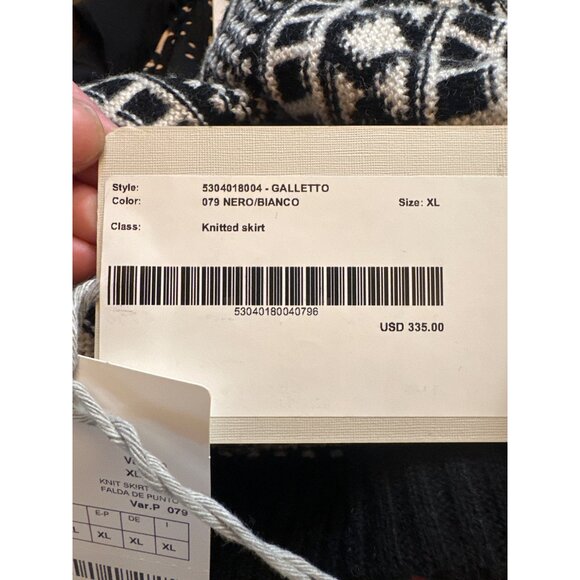 Style: 5304018004 - GALLETTO
Color: 079 NERO/BIANCO Size: XL
Class: Knitted skirt
53040180040796
USD 335.00
XL
KNIT SKIRT
FALDA DE PUNTO
Var.P 079
E-P DE I
XL XL XL